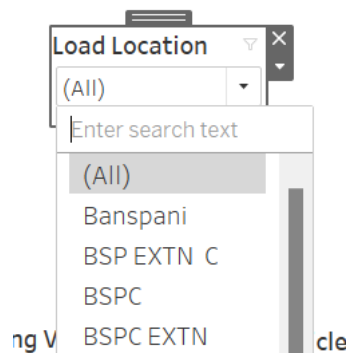 Load Location
(All)
Enter search text
(All)
Banspani
BSP EXTN C
BSPC
BSPC EXTN